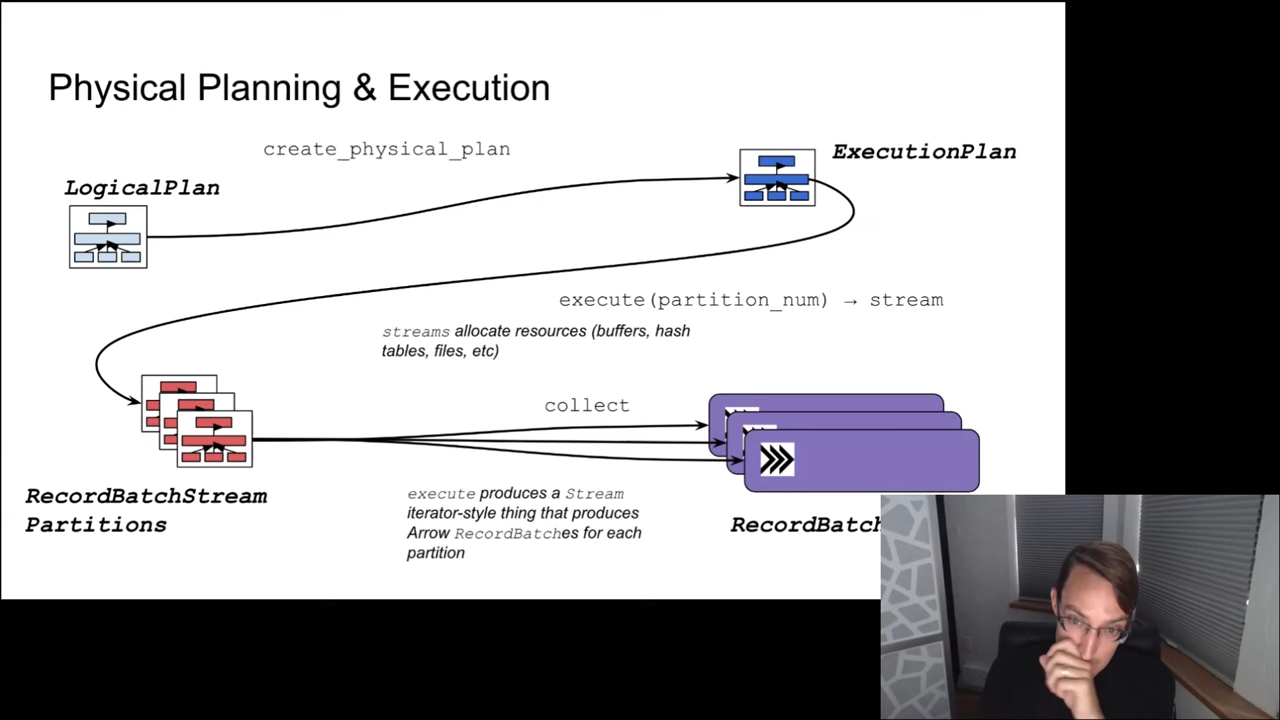 Physical Planning & Execution
create_physical_plan
ExecutionPlan
LogicalPlan
execute(partition_num) → stream
streams allocate resources (buffers, hash
tables, files, etc)
collect
RecordBatchStream
Partitions
execute produces a Stream
iterator-style thing that produces
Arrow RecordBatches for each
partition
RecordBatch